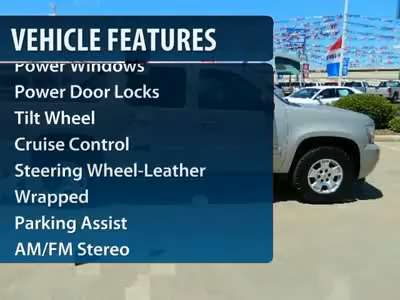 VEHICLE FEATURES
Power Windows
Power Door Locks
Tilt Wheel
Cruise Control
Steering Wheel-Leather
Wrapped
Parking Assist
AM/FM Stereo